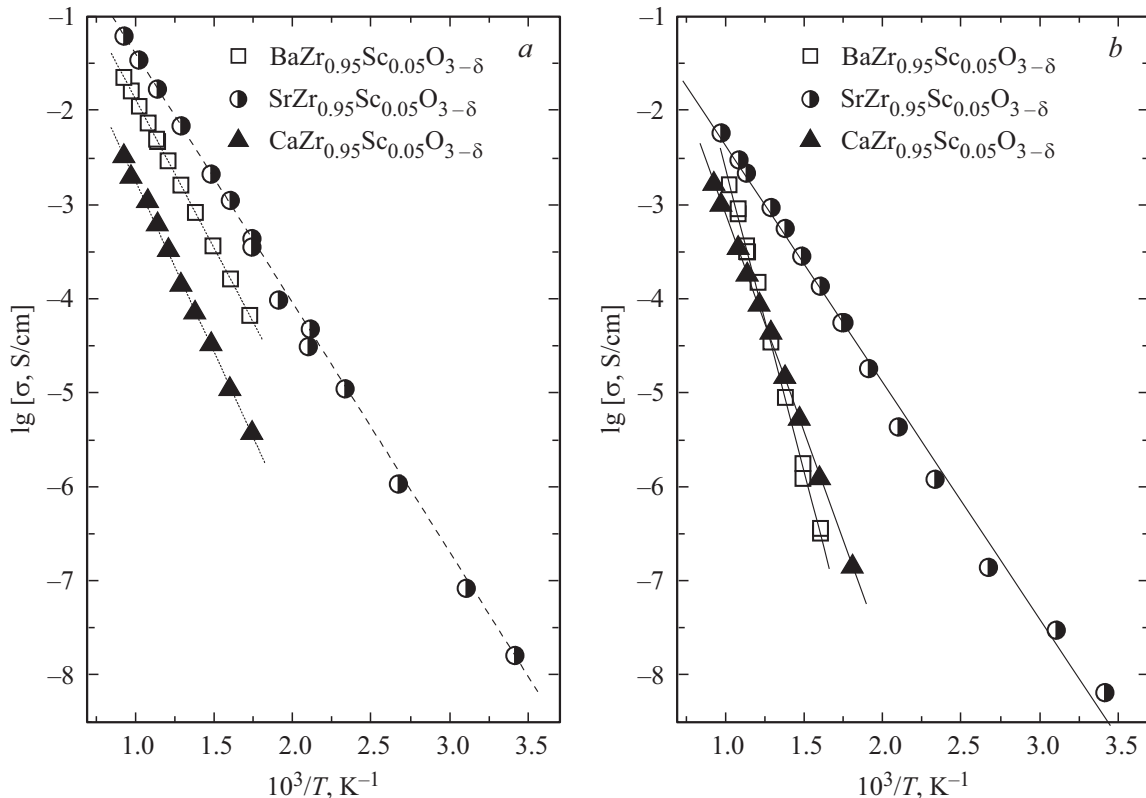 a
BaZr0.95Sc0.05O3–δ
SrZr0.95Sc0.05O3–δ
CaZr0.95Sc0.05O3–δ
lg [σ, S/cm]
–1
–2
–3
–4
–5
–6
–7
–8
1.0 1.5 2.0 2.5 3.0 3.5
10³/T, K⁻¹
b
BaZr0.95Sc0.05O3–δ
SrZr0.95Sc0.05O3–δ
CaZr0.95Sc0.05O3–δ
lg [σ, S/cm]
–1
–2
–3
–4
–5
–6
–7
–8
1.0 1.5 2.0 2.5 3.0 3.5
10³/T, K⁻¹